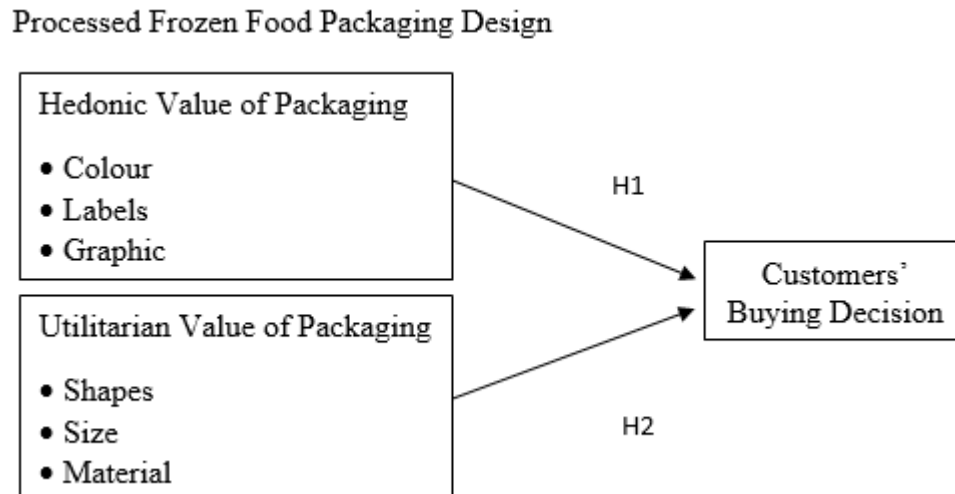 Processed Frozen Food Packaging Design
Hedonic Value of Packaging
• Colour
• Labels
• Graphic
H1
Customers’
Buying Decision
Utilitarian Value of Packaging
• Shapes
• Size
• Material
H2